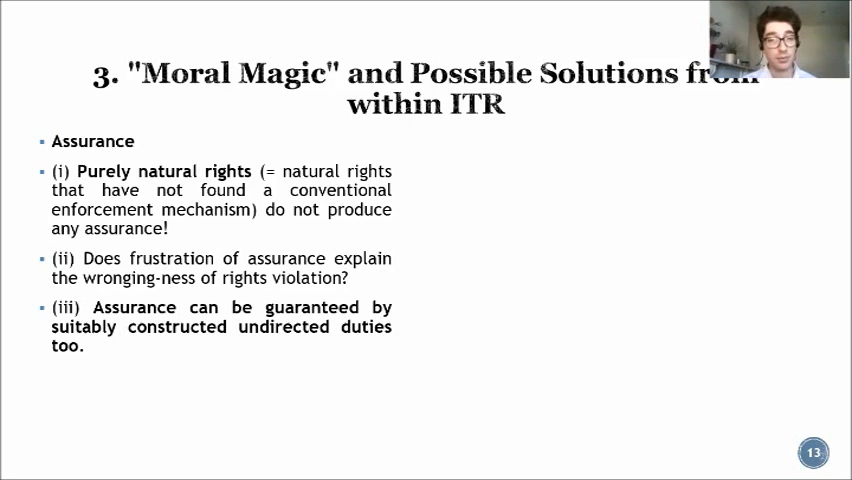 3. "Moral Magic" and Possible Solutions from
within ITR
Assurance
(i) Purely natural rights (= natural rights
that have not found a conventional
enforcement mechanism) do not produce
any assurance!
(ii) Does frustration of assurance explain
the wronging-ness of rights violation?
(iii) Assurance can be guaranteed by
suitably constructed undirected duties
too.
13